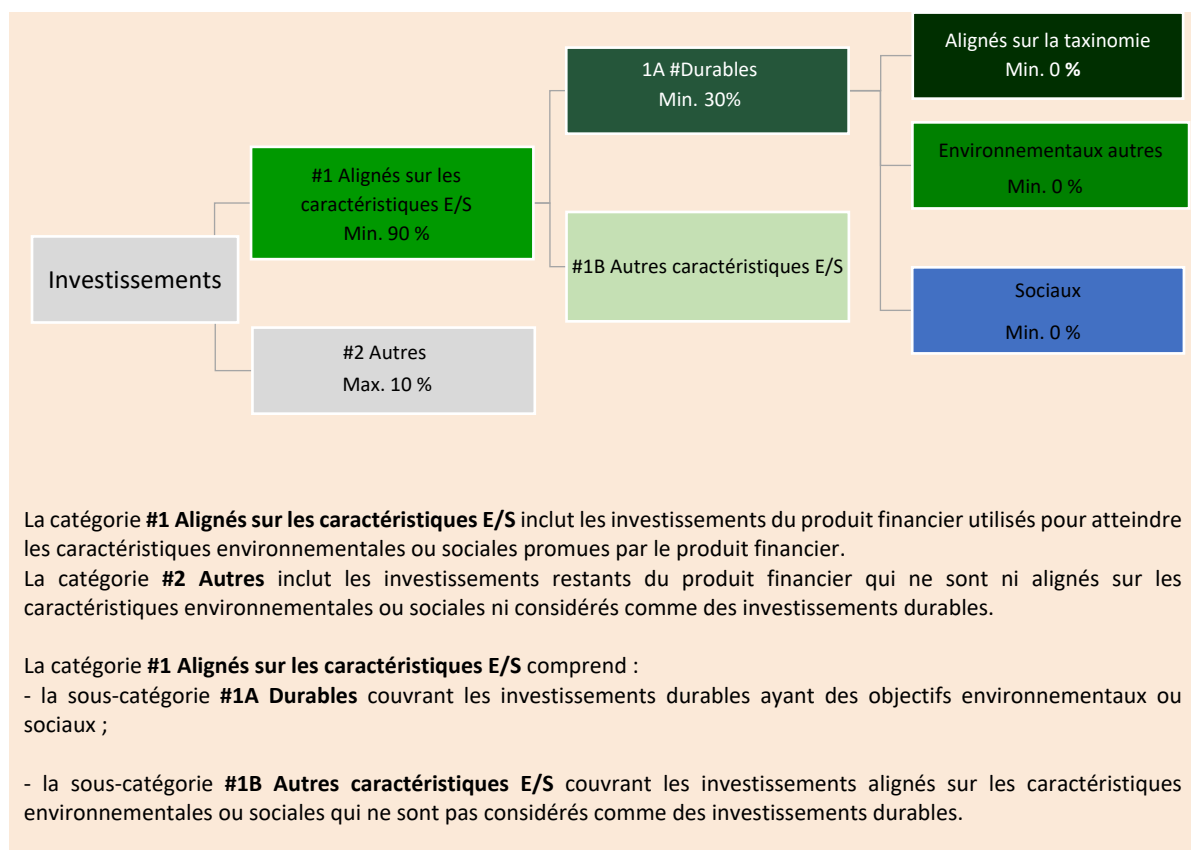 Investissements
#1 Alignés sur les
caractéristiques E/S
Min. 90 %
#2 Autres
Max. 10 %
1A #Durables
Min. 30%
#1B Autres caractéristiques E/S
Alignés sur la taxinomie
Min. 0 %
Environnementaux autres
Min. 0 %
Sociaux
Min. 0 %
La catégorie #1 Alignés sur les caractéristiques E/S inclut les investissements du produit financier utilisés pour atteindre
les caractéristiques environnementales ou sociales promues par le produit financier.
La catégorie #2 Autres inclut les investissements restants du produit financier qui ne sont ni alignés sur les
caractéristiques environnementales ou sociales ni considérés comme des investissements durables.
La catégorie #1 Alignés sur les caractéristiques E/S comprend :
- la sous-catégorie #1A Durables couvrant les investissements durables ayant des objectifs environnementaux ou
sociaux ;
- la sous-catégorie #1B Autres caractéristiques E/S couvrant les investissements alignés sur les caractéristiques
environnementales ou sociales qui ne sont pas considérés comme des investissements durables.